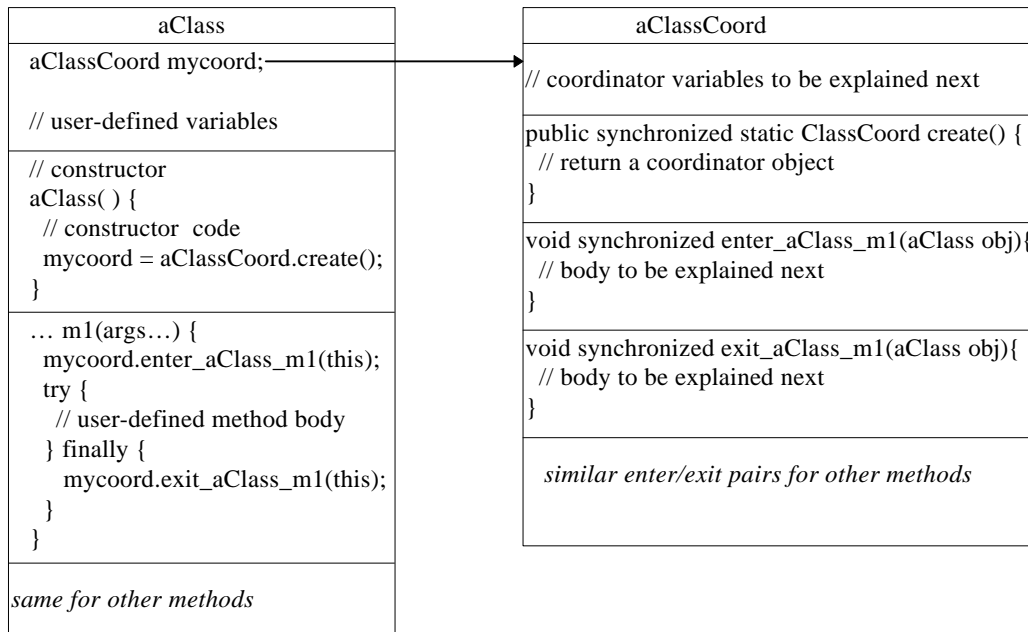 aClass
aClassCoord mycoord;
// user-defined variables
// constructor
aClass( ) {
// constructor  code
mycoord = aClassCoord.create();
}
… m1(args…) {
mycoord.enter_aClass_m1(this);
try {
// user-defined method body
} finally {
mycoord.exit_aClass_m1(this);
}
}
same for other methods
aClassCoord
// coordinator variables to be explained next
public synchronized static ClassCoord create() {
// return a coordinator object
}
void synchronized enter_aClass_m1(aClass obj){
// body to be explained next
}
void synchronized exit_aClass_m1(aClass obj){
// body to be explained next
}
similar enter/exit pairs for other methods